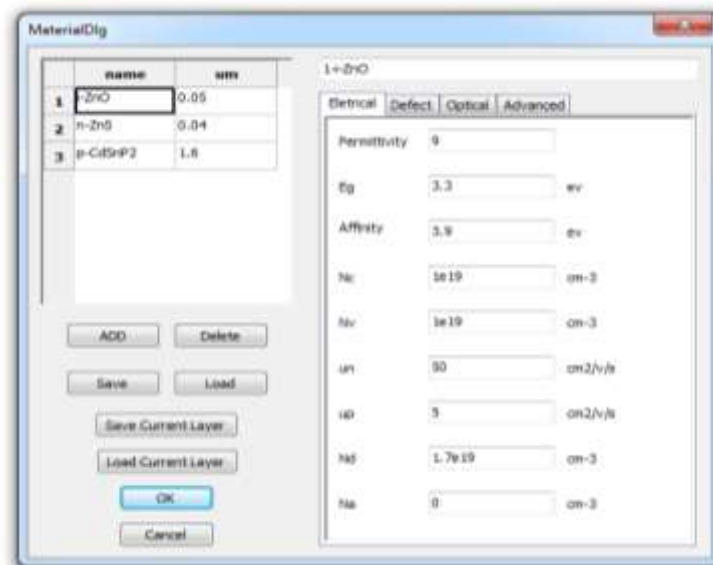 MaterialDlg
name um
1 i-ZnO 0.05
2 n-ZnS 0.04
3 p-CdSnP2 1.8
ADD Delete
Save Load
Save Current Layer
Load Current Layer
OK
Cancel
Eletrical Defect Optical Advanced
Permittivity 9
Eg 3.3 ev
Affinity 3.9 ev
Nc 1e19 cm-3
Nv 1e19 cm-3
un 50 cm2/v/s
up 5 cm2/v/s
Nd 1.7e19 cm-3
Na 0 cm-3